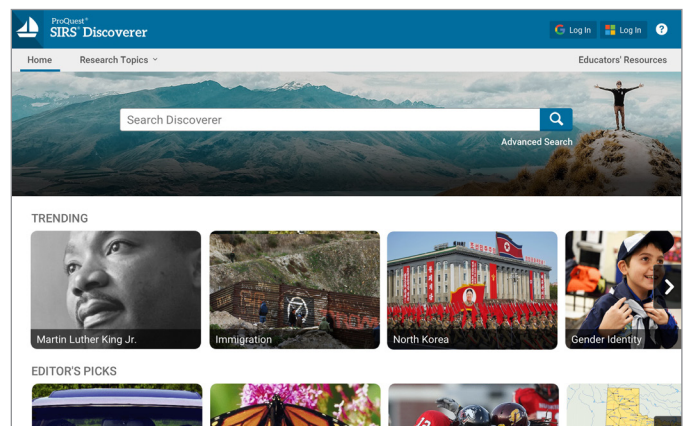 ProQuest®
SIRS® Discoverer
Log In
Log In
?
Home
Research Topics
Educators' Resources
Search Discoverer
Advanced Search
TRENDING
Martin Luther King Jr.
Immigration
North Korea
Gender Identity
EDITOR'S PICKS